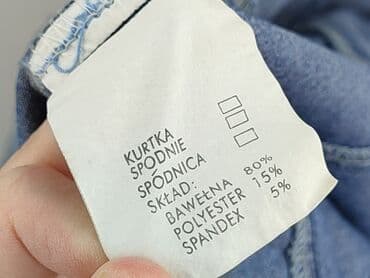 KURTKA
SPODNIE
SPÓDNICA
SKŁAD:
BAWEŁNA 80%
POLYESTER 15%
SPANDEX 5%